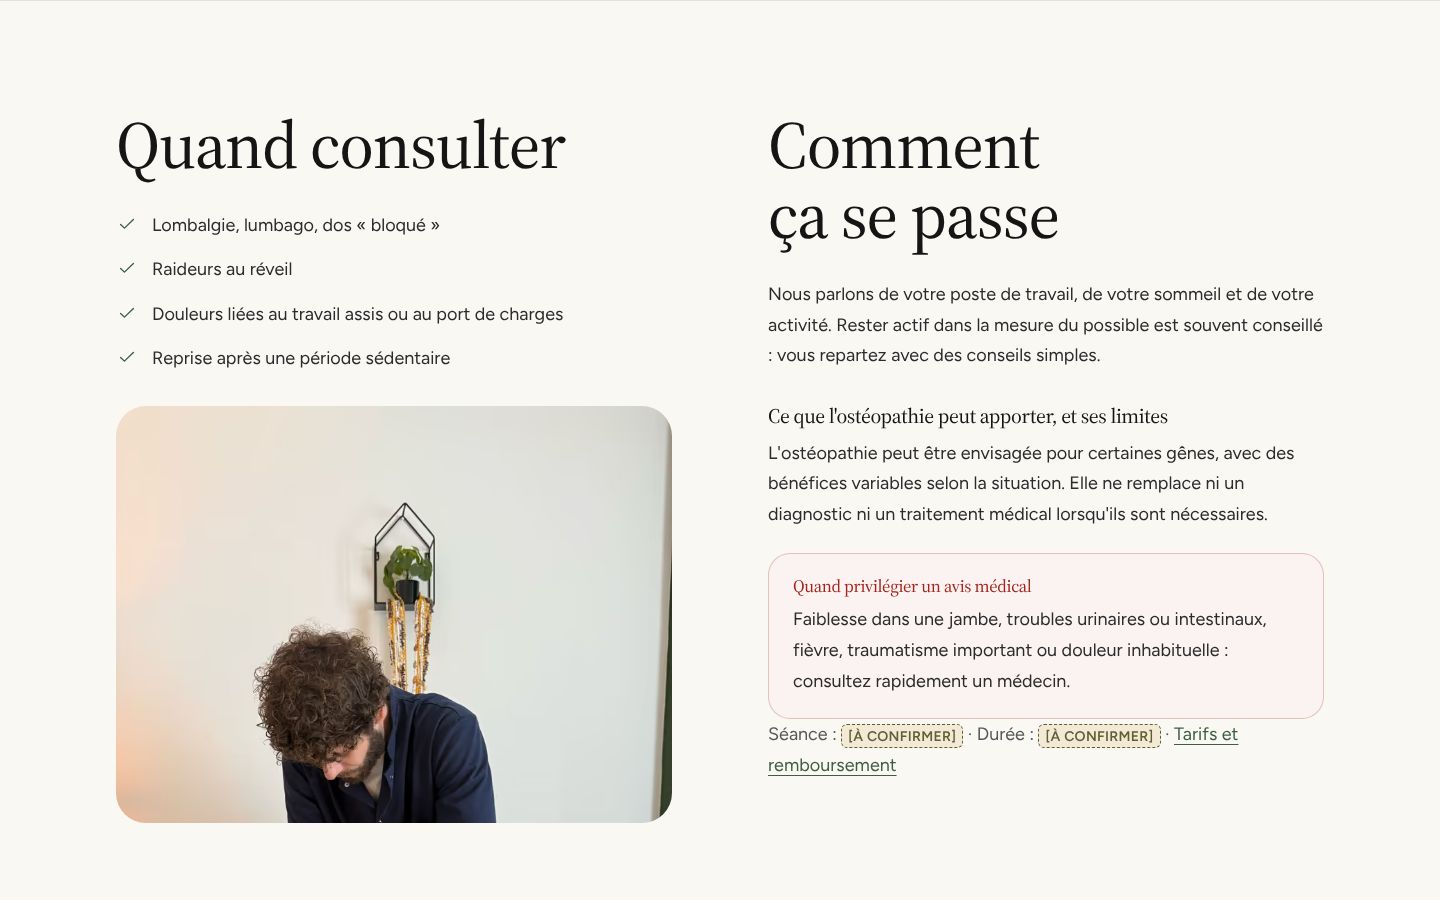 Quand consulter
Lombalgie, lumbago, dos « bloqué »
Raideurs au réveil
Douleurs liées au travail assis ou au port de charges
Reprise après une période sédentaire
Comment
ça se passe
Nous parlons de votre poste de travail, de votre sommeil et de votre
activité. Rester actif dans la mesure du possible est souvent conseillé
: vous repartez avec des conseils simples.
Ce que l'ostéopathie peut apporter, et ses limites
L'ostéopathie peut être envisagée pour certaines gênes, avec des
bénéfices variables selon la situation. Elle ne remplace ni un
diagnostic ni un traitement médical lorsqu'ils sont nécessaires.
Quand privilégier un avis médical
Faiblesse dans une jambe, troubles urinaires ou intestinaux,
fièvre, traumatisme important ou douleur inhabituelle :
consultez rapidement un médecin.
Séance : [À CONFIRMER] · Durée : [À CONFIRMER] · Tarifs et
remboursement